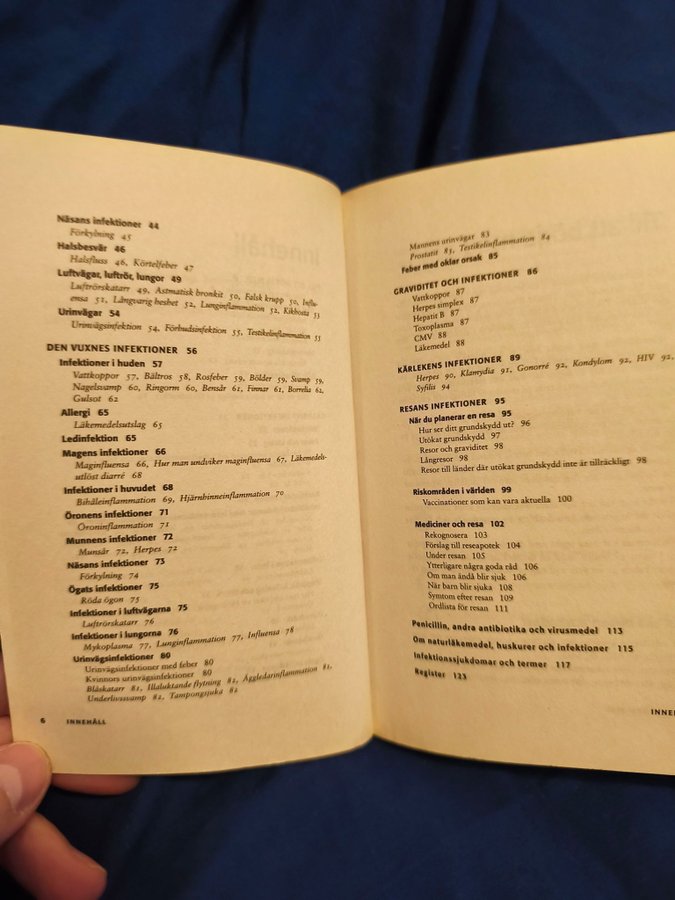 Näsans infektioner 44
Förkylning 45
Halsbesvär 46
Halsfluss 46, Körtelfeber 47
Luftvägar, luftrör, lungor 49
Luftrörskatarr 49, Astmatisk bronkit 50, Falsk krupp 50, Influ-
ensa 51, Långvarig heshet 52, Lunginflammation 52, Kikhosta 53
Urinvägar 54
Urinvägsinfektion 54, Förhudsinfektion 55, Testikelinflammation 55
DEN VUXNES INFEKTIONER 56
Infektioner i huden 57
Vattkoppor 57, Bältros 58, Rosfeber 59, Bölder 59, Svamp 59,
Nagelsvamp 60, Ringorm 60, Bensår 61, Finnar 61, Borrelia 62,
Gulsot 62
Allergi 65
Läkemedelsutslag 65
Ledinfektion 65
Magens infektioner 66
Maginfluensa 66, Hur man undviker maginfluensa 67, Läkemedels-
utlöst diarré 68
Infektioner i huvudet 68
Bihåleinflammation 69, Hjärnhinneinflammation 70
Öronens infektioner 71
Öroninflammation 71
Munnens infektioner 72
Munsår 72, Herpes 72
Näsans infektioner 73
Förkylning 74
Ögats infektioner 75
Röda ögon 75
Infektioner i luftvägarna 75
Luftrörskatarr 76
Infektioner i lungorna 76
Mykoplasma 77, Lunginflammation 77, Influensa 78
Urinvägsinfektioner 80
Urinvägsinfektioner med feber 80
Kvinnors urinvägsinfektioner 80
Blåskatarr 81, Illaluktande flytning 82, Äggledarinflammation 81,
Underlivssvamp 82, Tampongsjuka 82
6 INNEHÅLL
Mannens urinvägar 83
Prostatit 83, Testikelinflammation 84
Feber med oklar orsak 85
GRAVIDITET OCH INFEKTIONER 86
Vattkoppor 87
Herpes simplex 87
Hepatit B 87
Toxoplasma 87
CMV 88
Läkemedel 88
KÄRLEKENS INFEKTIONER 89
Herpes 90, Klamydia 91, Gonorré 92, Kondylom 92, HIV 92,
Syfilis 94
RESANS INFEKTIONER 95
När du planerar en resa 95
Hur ser ditt grundskydd ut? 96
Utökat grundskydd 97
Resor och graviditet 98
Långresor 98
Resor till länder där utökat grundskydd inte är tillräckligt 98
Riskområden i världen 99
Vaccinationer som kan vara aktuella 100
Mediciner och resa 102
Rekognosera 103
Förslag till reseapotek 104
Under resan 105
Ytterligare några goda råd 106
Om man ändå blir sjuk 106
När barn blir sjuka 108
Symtom efter resan 109
Ordlista för resan 111
Penicillin, andra antibiotika och virusmedel 113
Om naturläkemedel, huskurer och infektioner 115
Infektionssjukdomar och termer 117
Register 123
INNE